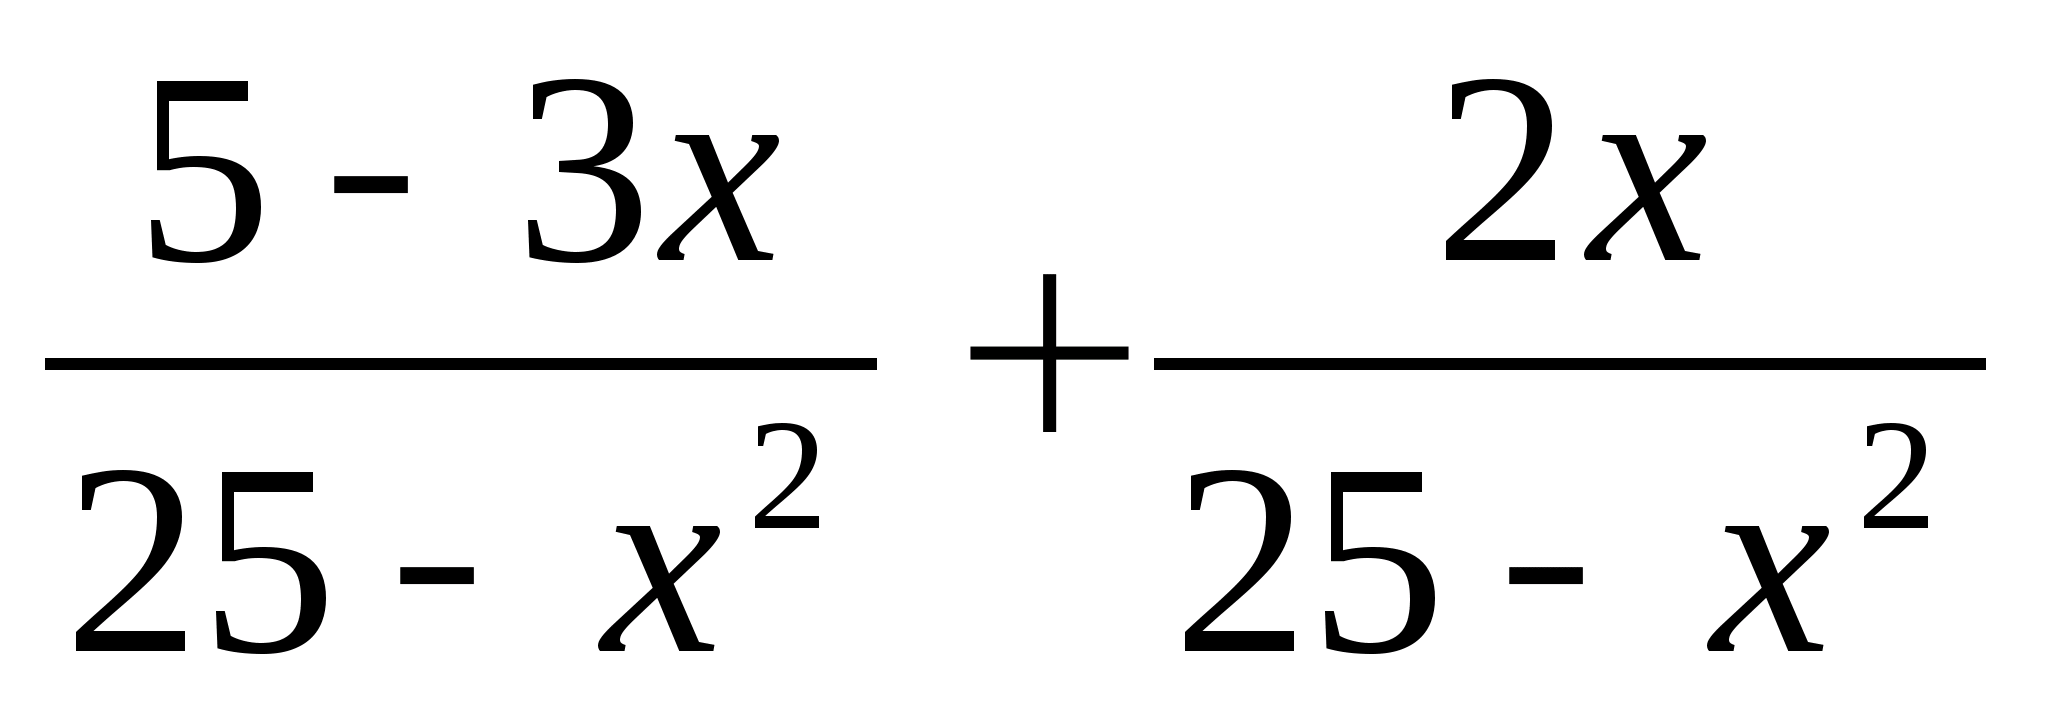 5 - 3x / 25 - x² + 2x / 25 - x²